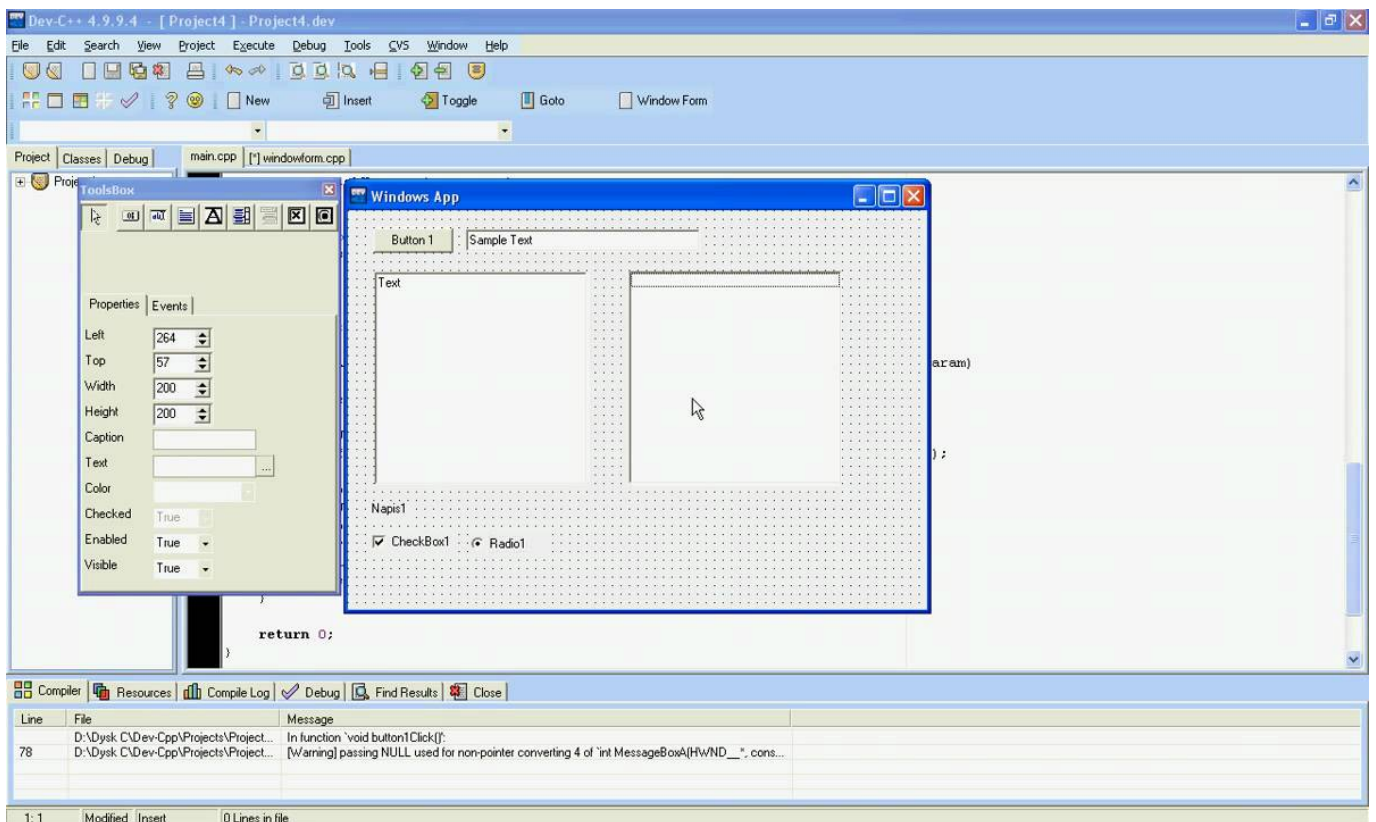 Dev-C++ 4.9.9.4 - [ Project4 ] - Project4.dev
File Edit Search View Project Execute Debug Tools CVS Window Help
New Insert Toggle Goto Window Form
Project Classes Debug main.cpp [*] windowform.cpp
ToolsBox
Properties Events
Left 264
Top 57
Width 200
Height 200
Caption
Text ...
Color
Checked True
Enabled True
Visible True
Windows App
Button 1 Sample Text
Text
Napis1
CheckBox1 Radio1
aram)
);
}
return 0;
}
Compiler Resources Compile Log Debug Find Results Close
Line File Message
D:\Dysk C\Dev-Cpp\Projects\Project... In function `void button1Click()':
78 D:\Dysk C\Dev-Cpp\Projects\Project... [Warning] passing NULL used for non-pointer converting 4 of `int MessageBoxA(HWND__*, cons...
1: 1 Modified Insert 0 Lines in file